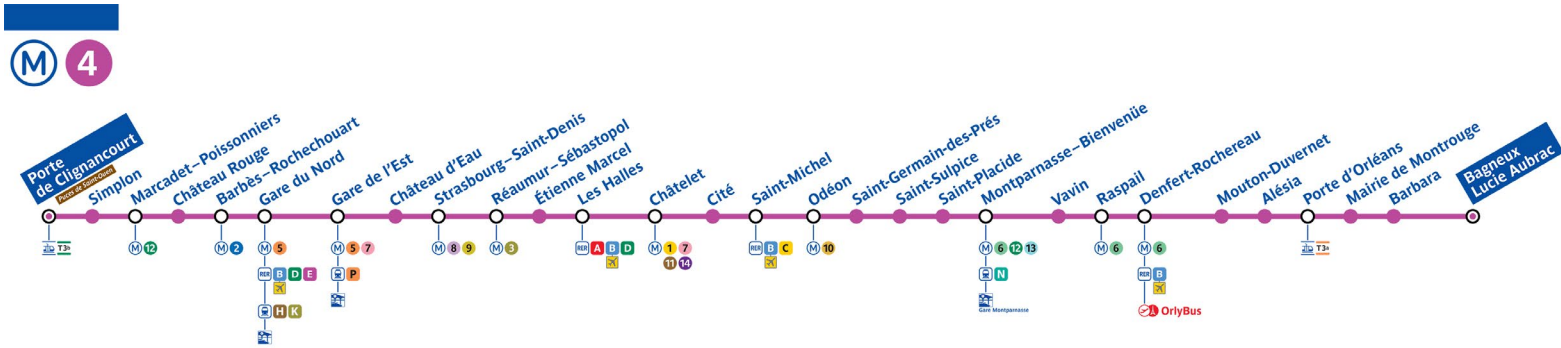 M 4
Porte
de Clignancourt
Puces de Saint-Ouen
Simplon
Marcadet–Poissonniers
Château Rouge
Barbès–Rochechouart
Gare du Nord
Gare de l'Est
Château d'Eau
Strasbourg–Saint-Denis
Réaumur–Sébastopol
Étienne Marcel
Les Halles
Châtelet
Cité
Saint-Michel
Odéon
Saint-Germain-des-Prés
Saint-Sulpice
Saint-Placide
Montparnasse–Bienvenüe
Vavin
Raspail
Denfert-Rochereau
Mouton-Duvernet
Alésia
Porte d'Orléans
Mairie de Montrouge
Barbara
Bagneux
Lucie Aubrac
T3b
M 12
M 2
M 5
RER B D E
H K
M 5 7
P
M 8 9
M 3
RER A B D
M 1 7
11 14
RER B C
M 10
M 6 12 13
N
Gare Montparnasse
M 6
M 6
RER B
OrlyBus
T3a